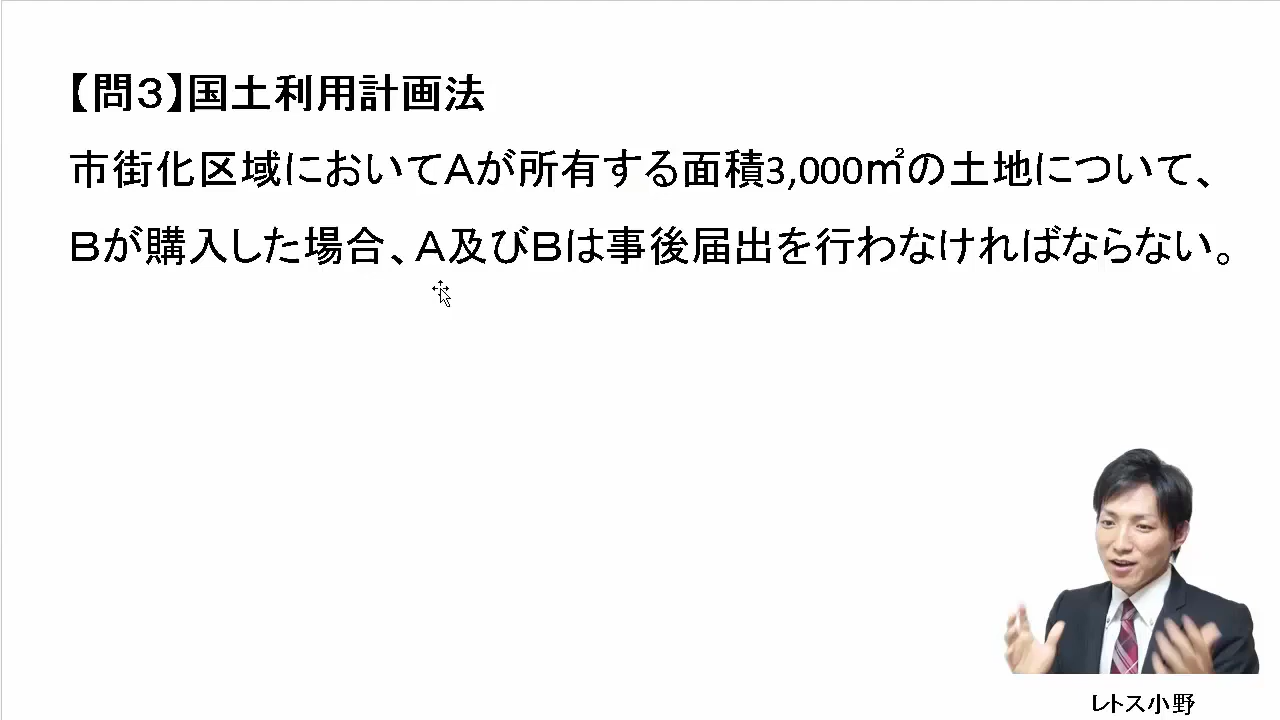 【問３】国土利用計画法
市街化区域においてＡが所有する面積3,000㎡の土地について、
Ｂが購入した場合、Ａ及びＢは事後届出を行わなければならない。
レトス小野